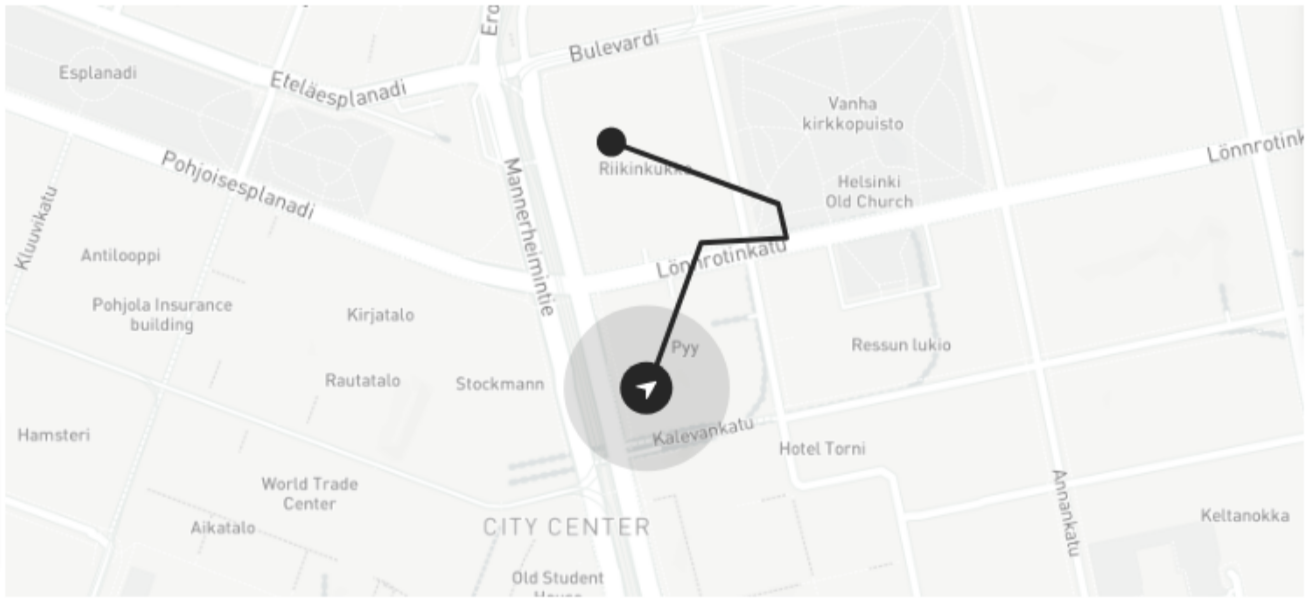 Erd
Bulevardi
Esplanadi
Eteläesplanadi
Vanha
kirkkopuisto
Lönnrotink
Pohjoisesplanadi
Riikinkukko
Mannerheimintie
Helsinki
Old Church
Kluuvikatu
Antilooppi
Lönnrotinkatu
Pohjola Insurance
building
Kirjatalo
Pyy
Ressun lukio
Rautatalo
Stockmann
Hamsteri
Kalevankatu
Hotel Torni
World Trade
Center
Aikatalo
CITY CENTER
Annankatu
Keltanokka
Old Student
House